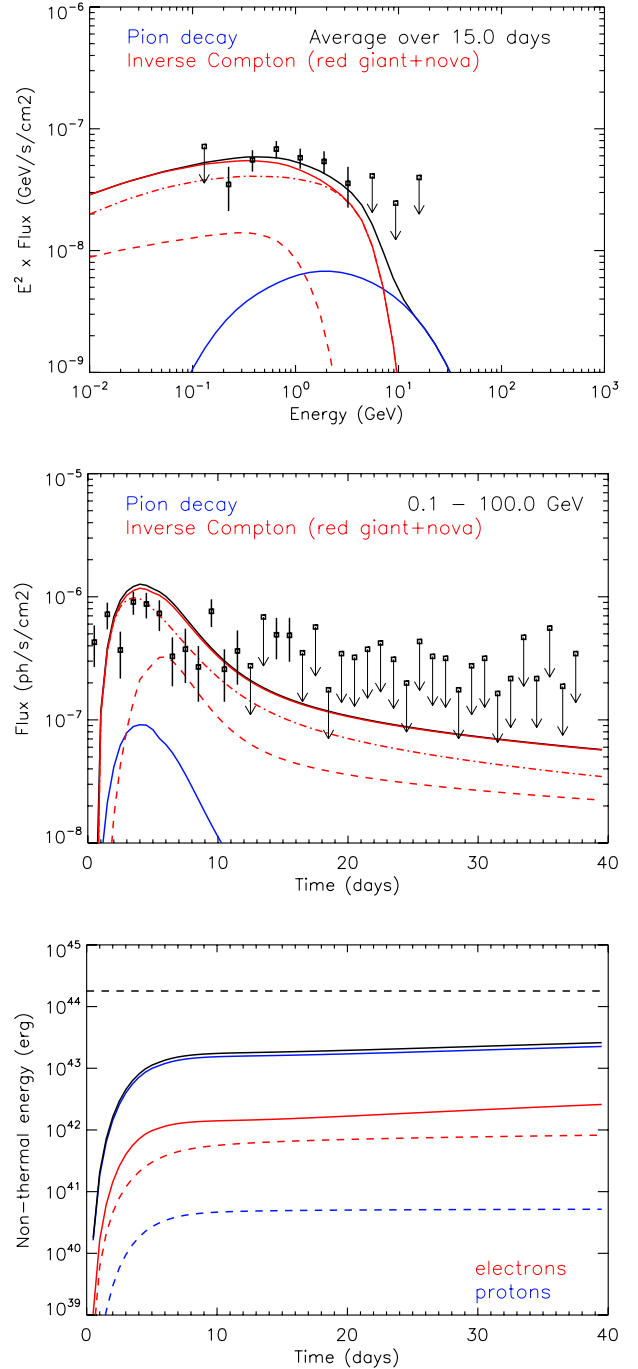 10^-6
Pion decay Average over 15.0 days
Inverse Compton (red giant+nova)
10^-7
10^-8
10^-9
E^2 x Flux (GeV/s/cm2)
10^-2 10^-1 10^0 10^1 10^2 10^3
Energy (GeV)
10^-5
Pion decay 0.1 - 100.0 GeV
Inverse Compton (red giant+nova)
10^-6
10^-7
10^-8
Flux (ph/s/cm2)
0 10 20 30 40
Time (days)
10^45
10^44
10^43
10^42
10^41
10^40
10^39
Non-thermal energy (erg)
electrons
protons
0 10 20 30 40
Time (days)